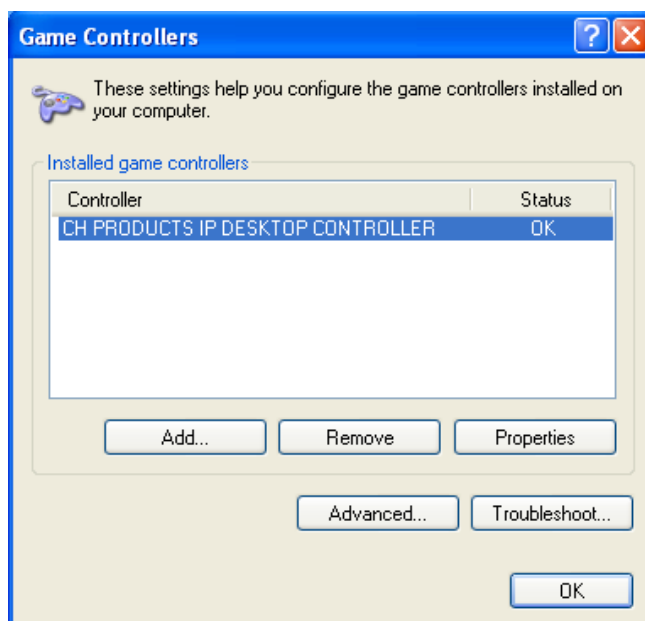 Game Controllers
These settings help you configure the game controllers installed on
your computer.
Installed game controllers
Controller Status
CH PRODUCTS IP DESKTOP CONTROLLER OK
Add... Remove Properties
Advanced... Troubleshoot...
OK